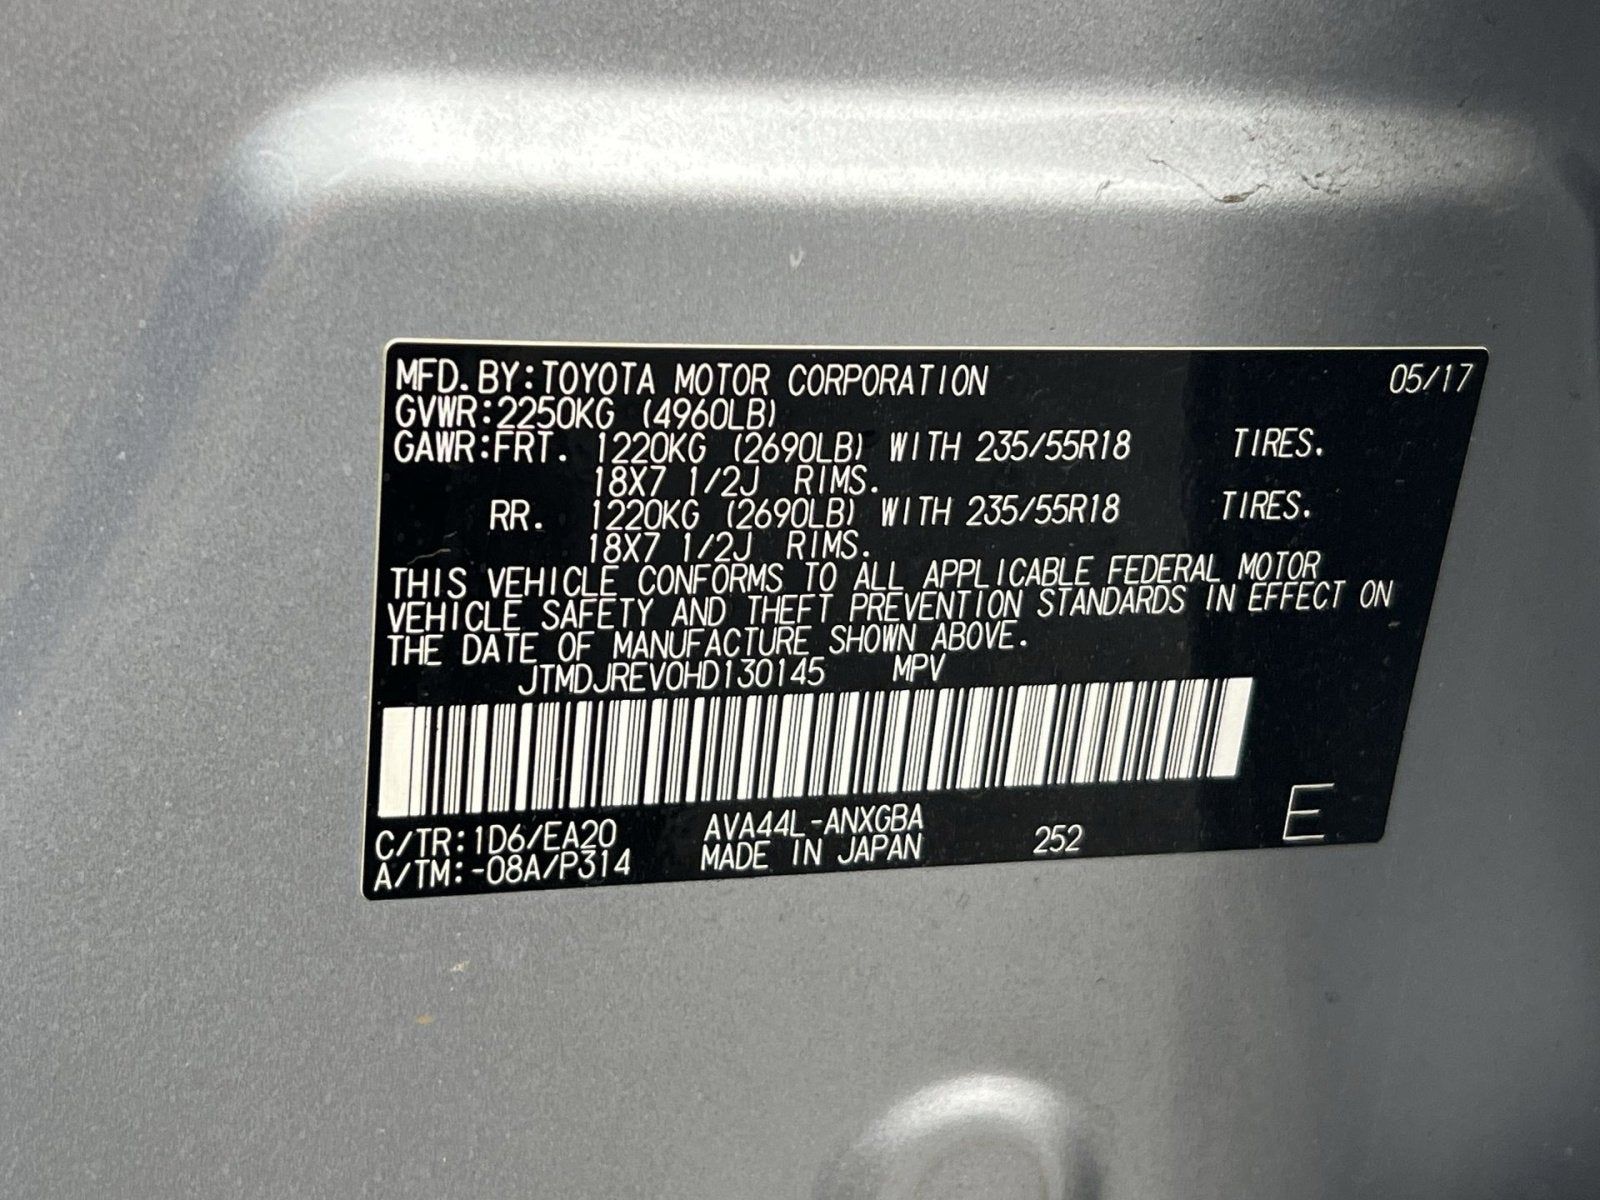 MFD.BY:TOYOTA MOTOR CORPORATION 05/17
GVWR:2250KG (4960LB)
GAWR:FRT. 1220KG (2690LB) WITH 235/55R18 TIRES.
18X7 1/2J RIMS.
RR. 1220KG (2690LB) WITH 235/55R18 TIRES.
18X7 1/2J RIMS.
THIS VEHICLE CONFORMS TO ALL APPLICABLE FEDERAL MOTOR
VEHICLE SAFETY AND THEFT PREVENTION STANDARDS IN EFFECT ON
THE DATE OF MANUFACTURE SHOWN ABOVE.
JTMDJREV0HD130145 MPV
C/TR:1D6/EA20 AVA44L-ANXGBA 252 E
A/TM:-08A/P314 MADE IN JAPAN